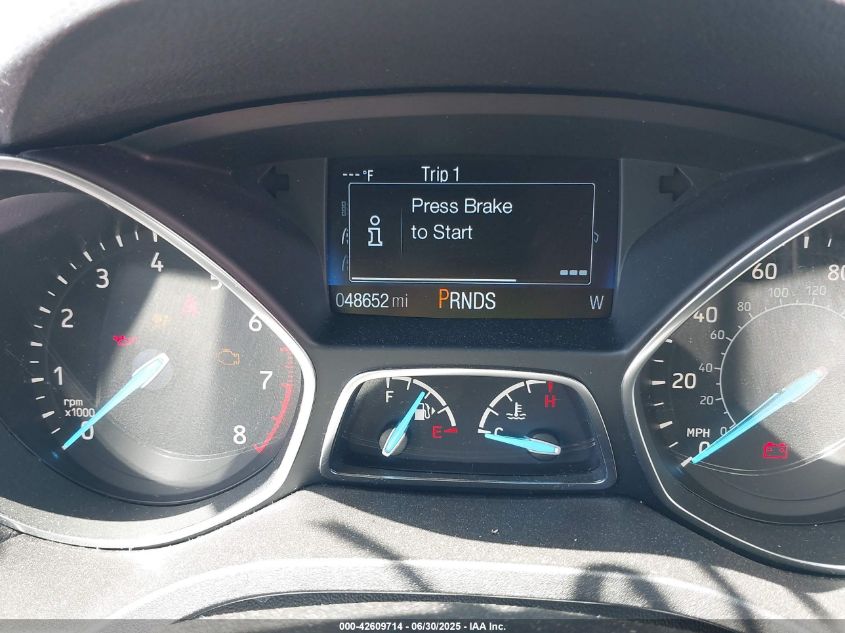 --- °F Trip 1
Press Brake
to Start
048652 mi PRNDS W
0 1 2 3 4 5 6 7 8
rpm
x1000
F E
C H
0 20 40 60 80
0 20 40 60 80 100 120
MPH
000-42609714 - 06/30/2025 - IAA Inc.